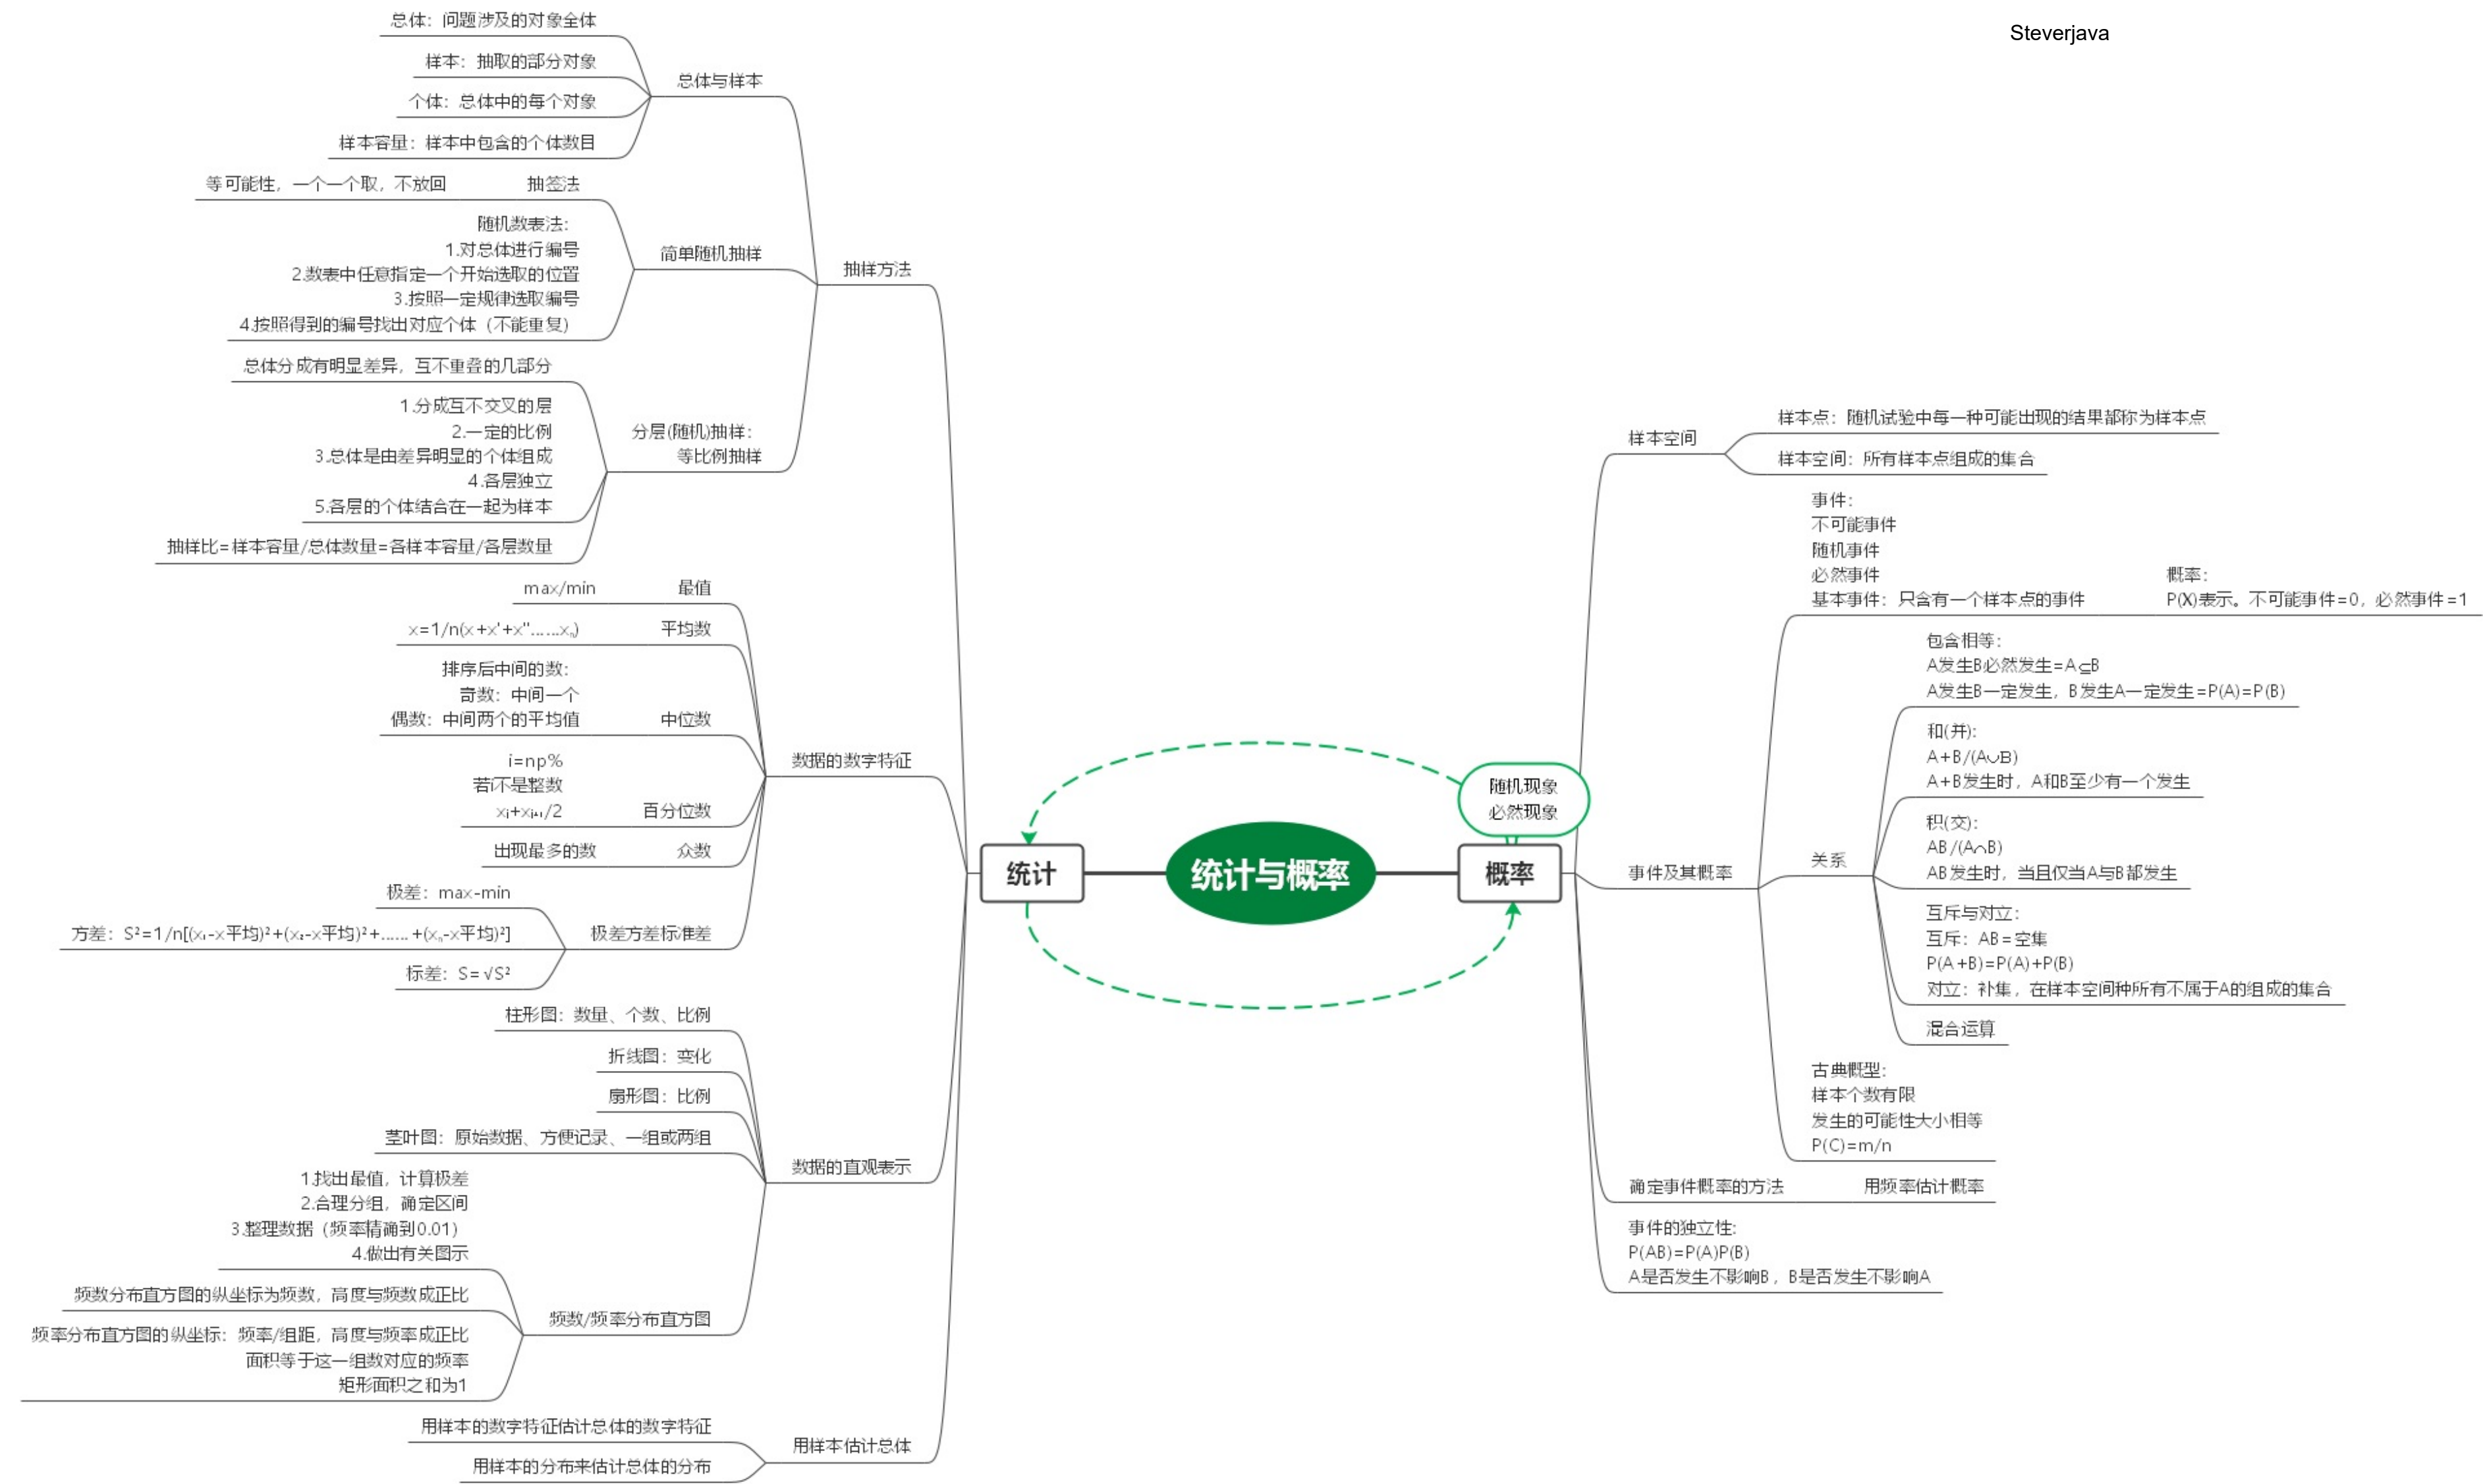 Steverjava
统计与概率
统计
抽样方法
总体与样本
总体：问题涉及的对象全体
样本：抽取的部分对象
个体：总体中的每个对象
样本容量：样本中包含的个体数目
简单随机抽样
抽签法
等可能性，一个一个取，不放回
随机数表法：
1.对总体进行编号
2.数表中任意指定一个开始选取的位置
3.按照一定规律选取编号
4.按照得到的编号找出对应个体（不能重复）
分层(随机)抽样：
等比例抽样
总体分成有明显差异，互不重叠的几部分
1.分成互不交叉的层
2.一定的比例
3.总体是由差异明显的个体组成
4.各层独立
5.各层的个体结合在一起为样本
抽样比=样本容量/总体数量=各样本容量/各层数量
数据的数字特征
最值
max/min
平均数
x=1/n(x+x'+x''......xₙ)
中位数
排序后中间的数：
奇数：中间一个
偶数：中间两个的平均值
百分位数
i=np%
若i不是整数
xᵢ+xᵢ₊₁/2
众数
出现最多的数
极差方差标准差
极差：max-min
方差：S²=1/n[(x₁-x平均)²+(x₂-x平均)²+......+(xₙ-x平均)²]
标差：S=√S²
数据的直观表示
柱形图：数量、个数、比例
折线图：变化
扇形图：比例
茎叶图：原始数据、方便记录、一组或两组
频数/频率分布直方图
1.找出最值，计算极差
2.合理分组，确定区间
3.整理数据（频率精确到0.01）
4.做出有关图示
频数分布直方图的纵坐标为频数，高度与频数成正比
频率分布直方图的纵坐标：频率/组距，高度与频率成正比
面积等于这一组数对应的频率
矩形面积之和为1
用样本估计总体
用样本的数字特征估计总体的数字特征
用样本的分布来估计总体的分布
随机现象
必然现象
概率
样本空间
样本点：随机试验中每一种可能出现的结果都称为样本点
样本空间：所有样本点组成的集合
事件及其概率
事件：
不可能事件
随机事件
必然事件
基本事件：只含有一个样本点的事件
概率：
P(X)表示。不可能事件=0，必然事件=1
关系
包含相等：
A发生B必然发生=A⊆B
A发生B一定发生，B发生A一定发生=P(A)=P(B)
和(并)：
A+B/(A∪B)
A+B发生时，A和B至少有一个发生
积(交)：
AB/(A∩B)
AB发生时，当且仅当A与B都发生
互斥与对立：
互斥：AB=空集
P(A+B)=P(A)+P(B)
对立：补集，在样本空间种所有不属于A的组成的集合
混合运算
古典概型：
样本个数有限
发生的可能性大小相等
P(C)=m/n
确定事件概率的方法
用频率估计概率
事件的独立性：
P(AB)=P(A)P(B)
A是否发生不影响B，B是否发生不影响A